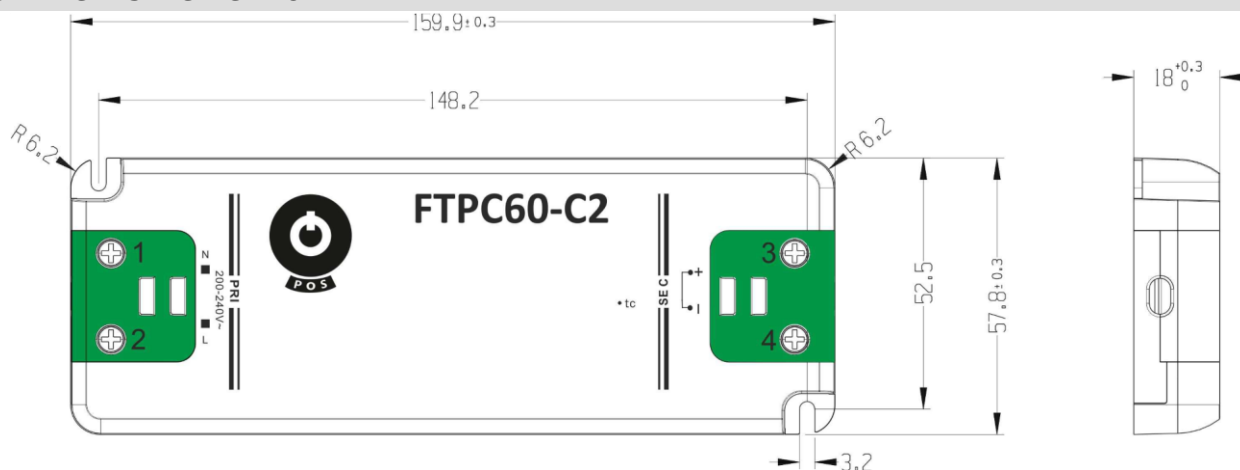 159.9±0.3
148.2
18 +0.3 0
R6.2
R6.2
FTPC60-C2
1
2
3
4
N
L
200-240V~
PRI
POS
• tc
SEC
+
−
52.5
57.8±0.3
3.2